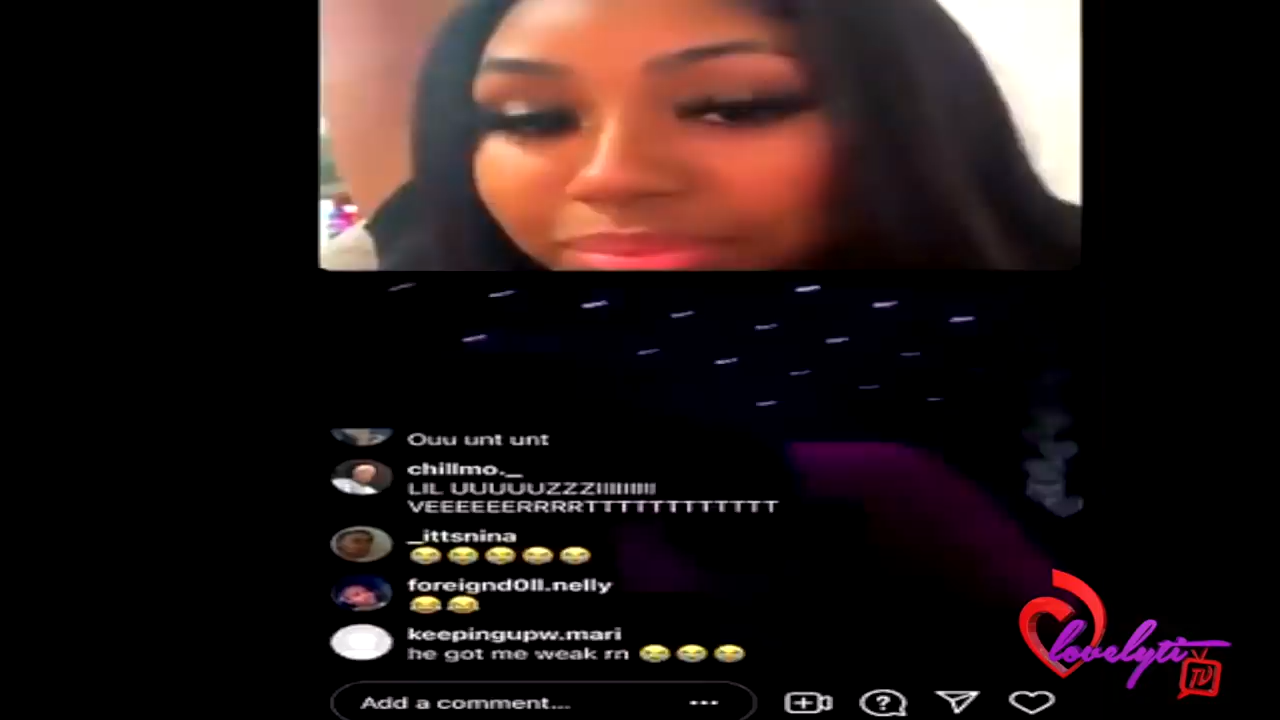 Ouu unt unt
chillmo._
LIL UUUUUZZZIIIIIIIII
VEEEEEERRRRTTTTTTTTTTTT
_ittsnina
😂😂😂😂😂
foreignd0ll.nelly
😂😂
keepingupw.mari
he got me weak rn 😂😂😂
Add a comment...
lovelyti
TV